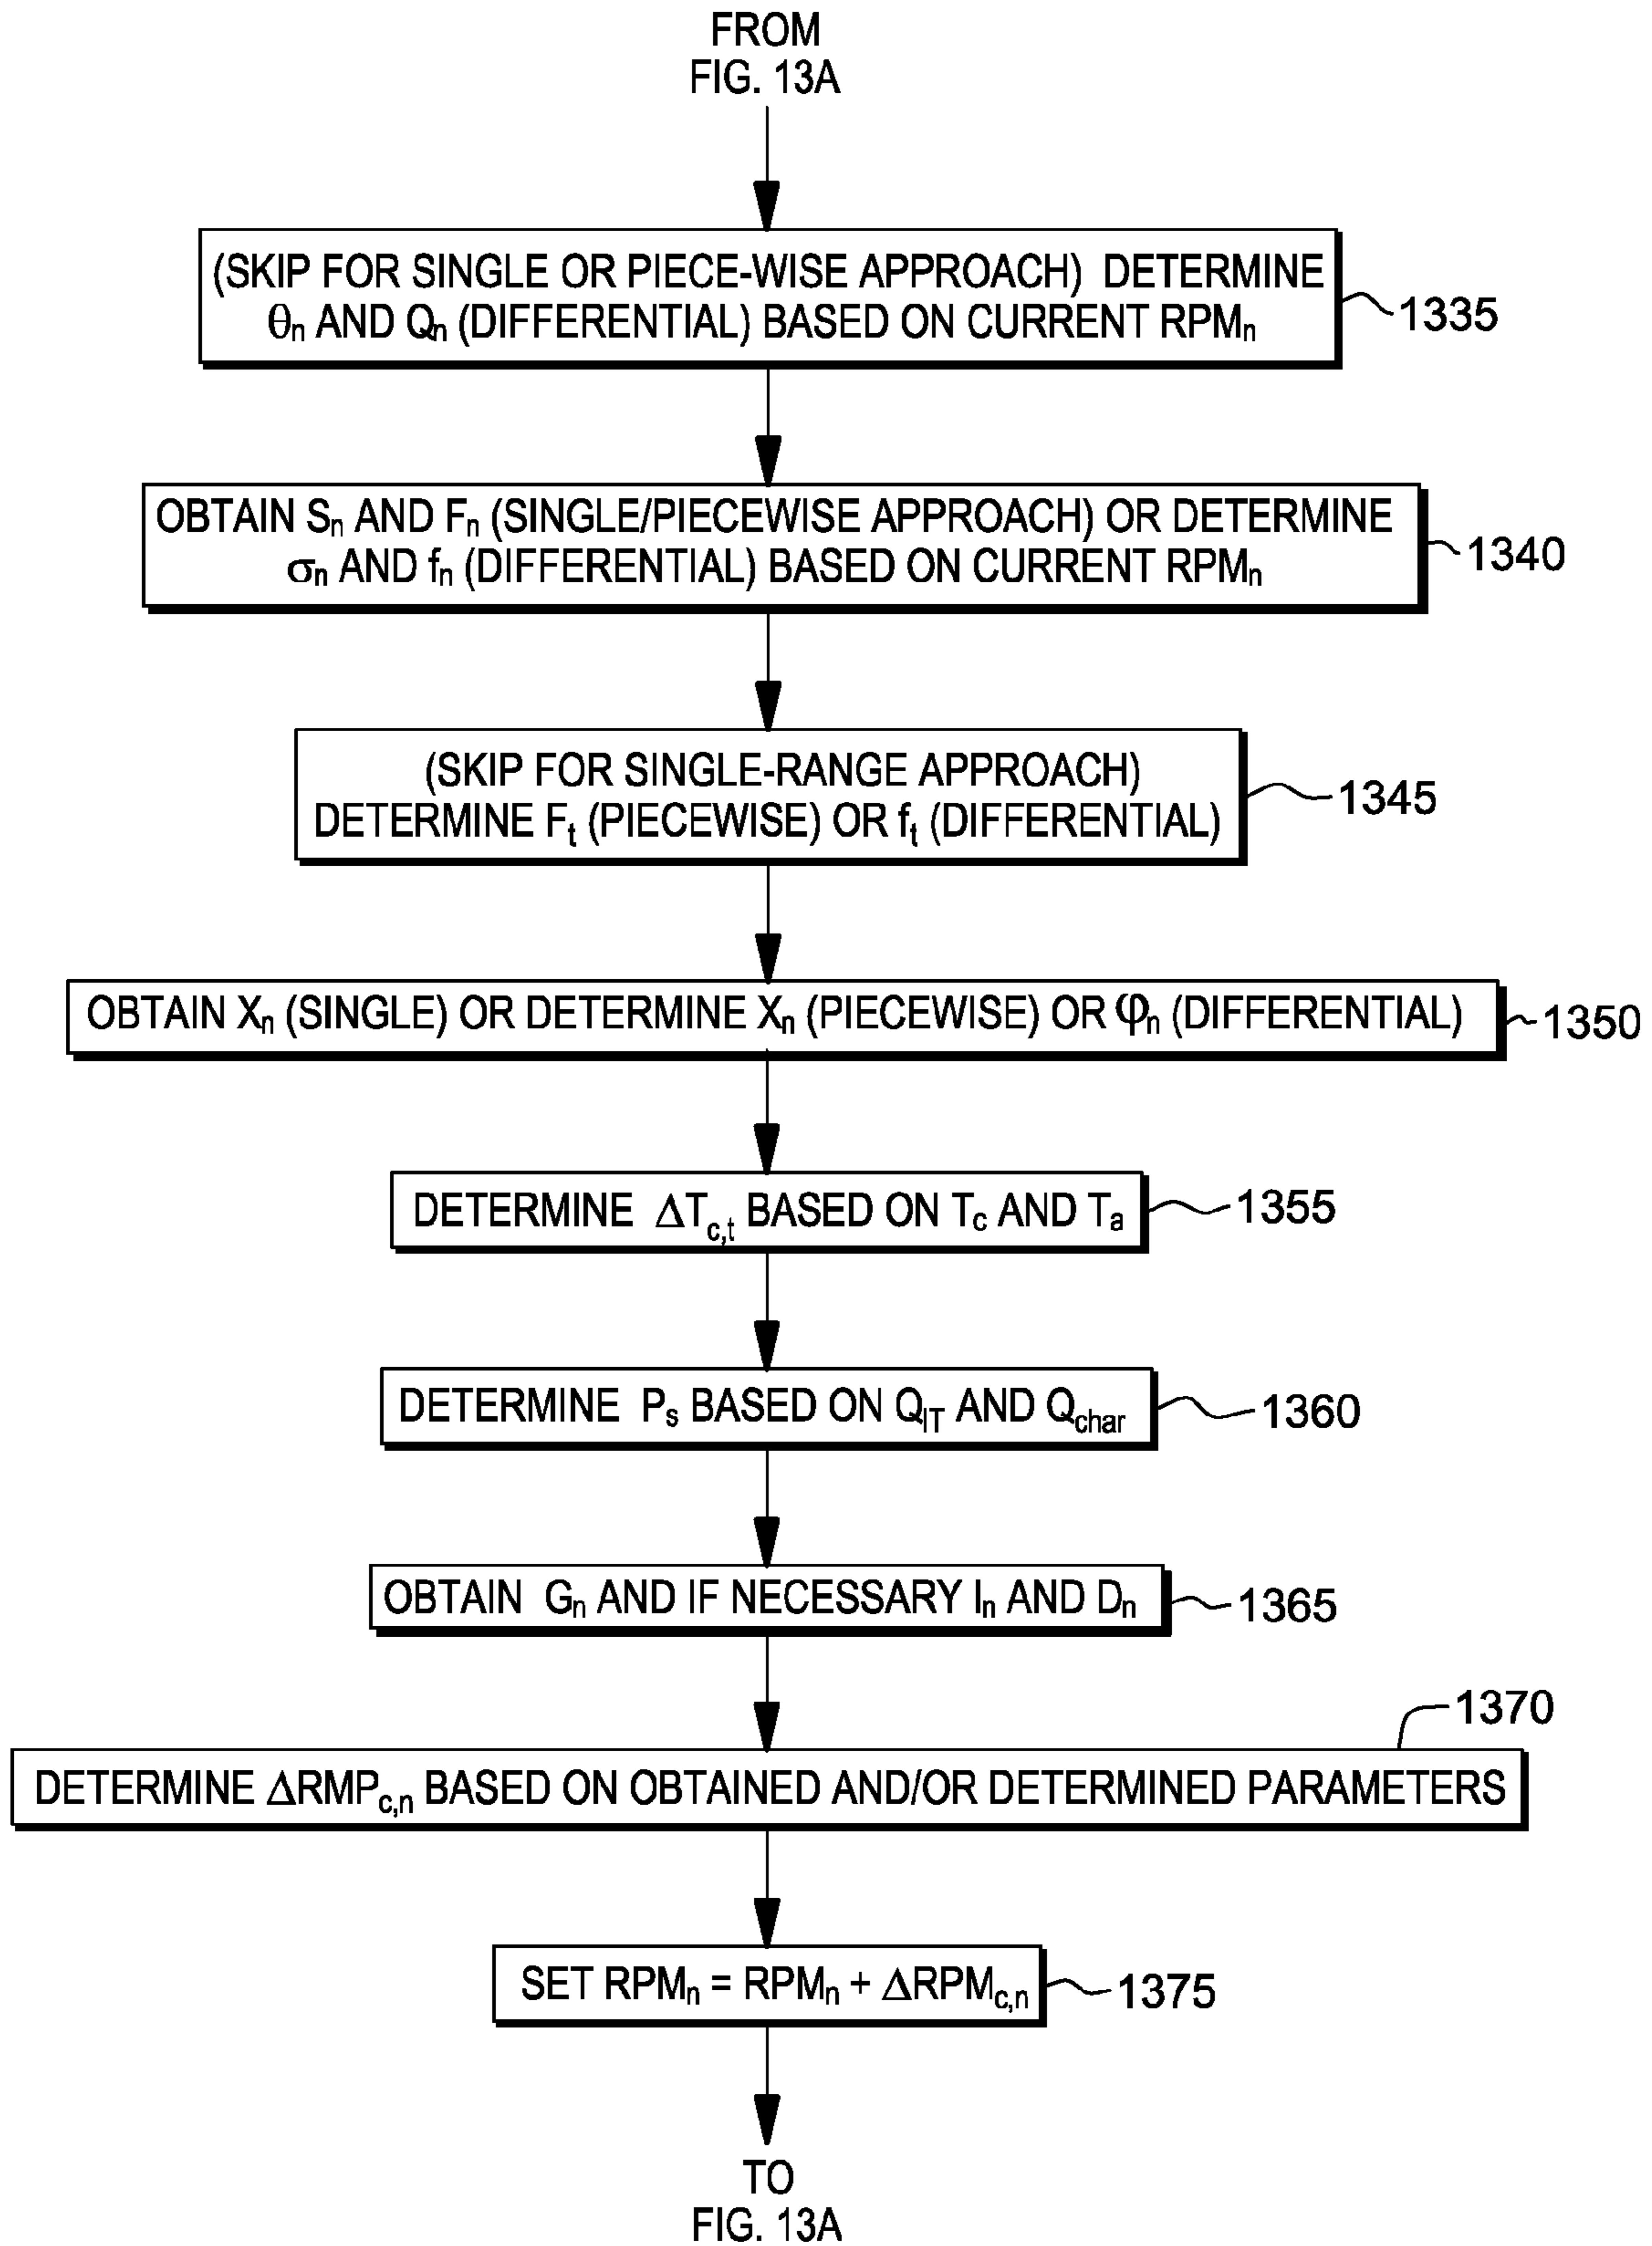 FROM
FIG. 13A
(SKIP FOR SINGLE OR PIECE-WISE APPROACH) DETERMINE
θn AND Qn (DIFFERENTIAL) BASED ON CURRENT RPMn
1335
OBTAIN Sn AND Fn (SINGLE/PIECEWISE APPROACH) OR DETERMINE
σn AND fn (DIFFERENTIAL) BASED ON CURRENT RPMn
1340
(SKIP FOR SINGLE-RANGE APPROACH)
DETERMINE Ft (PIECEWISE) OR ft (DIFFERENTIAL)
1345
OBTAIN Xn (SINGLE) OR DETERMINE Xn (PIECEWISE) OR φn (DIFFERENTIAL)
1350
DETERMINE ΔTc,t BASED ON Tc AND Ta
1355
DETERMINE Ps BASED ON QIT AND Qchar
1360
OBTAIN Gn AND IF NECESSARY In AND Dn
1365
1370
DETERMINE ΔRMPc,n BASED ON OBTAINED AND/OR DETERMINED PARAMETERS
SET RPMn = RPMn + ΔRPMc,n
1375
TO
FIG. 13A